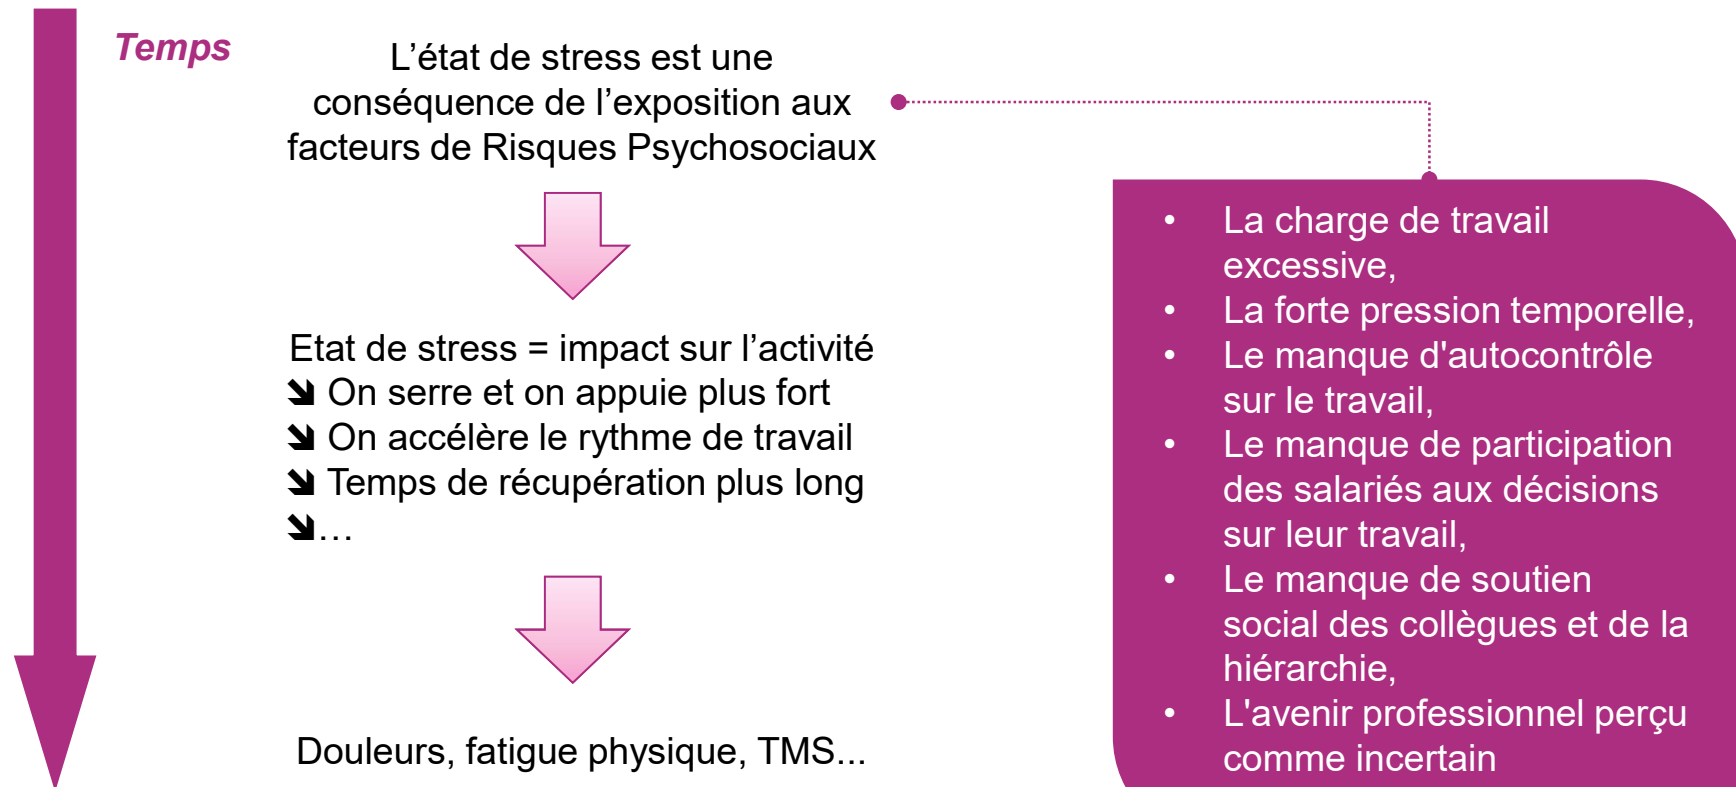 Temps
L’état de stress est une
conséquence de l’exposition aux
facteurs de Risques Psychosociaux
Etat de stress = impact sur l’activité
➘ On serre et on appuie plus fort
➘ On accélère le rythme de travail
➘ Temps de récupération plus long
➘…
Douleurs, fatigue physique, TMS...
• La charge de travail
excessive,
• La forte pression temporelle,
• Le manque d'autocontrôle
sur le travail,
• Le manque de participation
des salariés aux décisions
sur leur travail,
• Le manque de soutien
social des collègues et de la
hiérarchie,
• L'avenir professionnel perçu
comme incertain